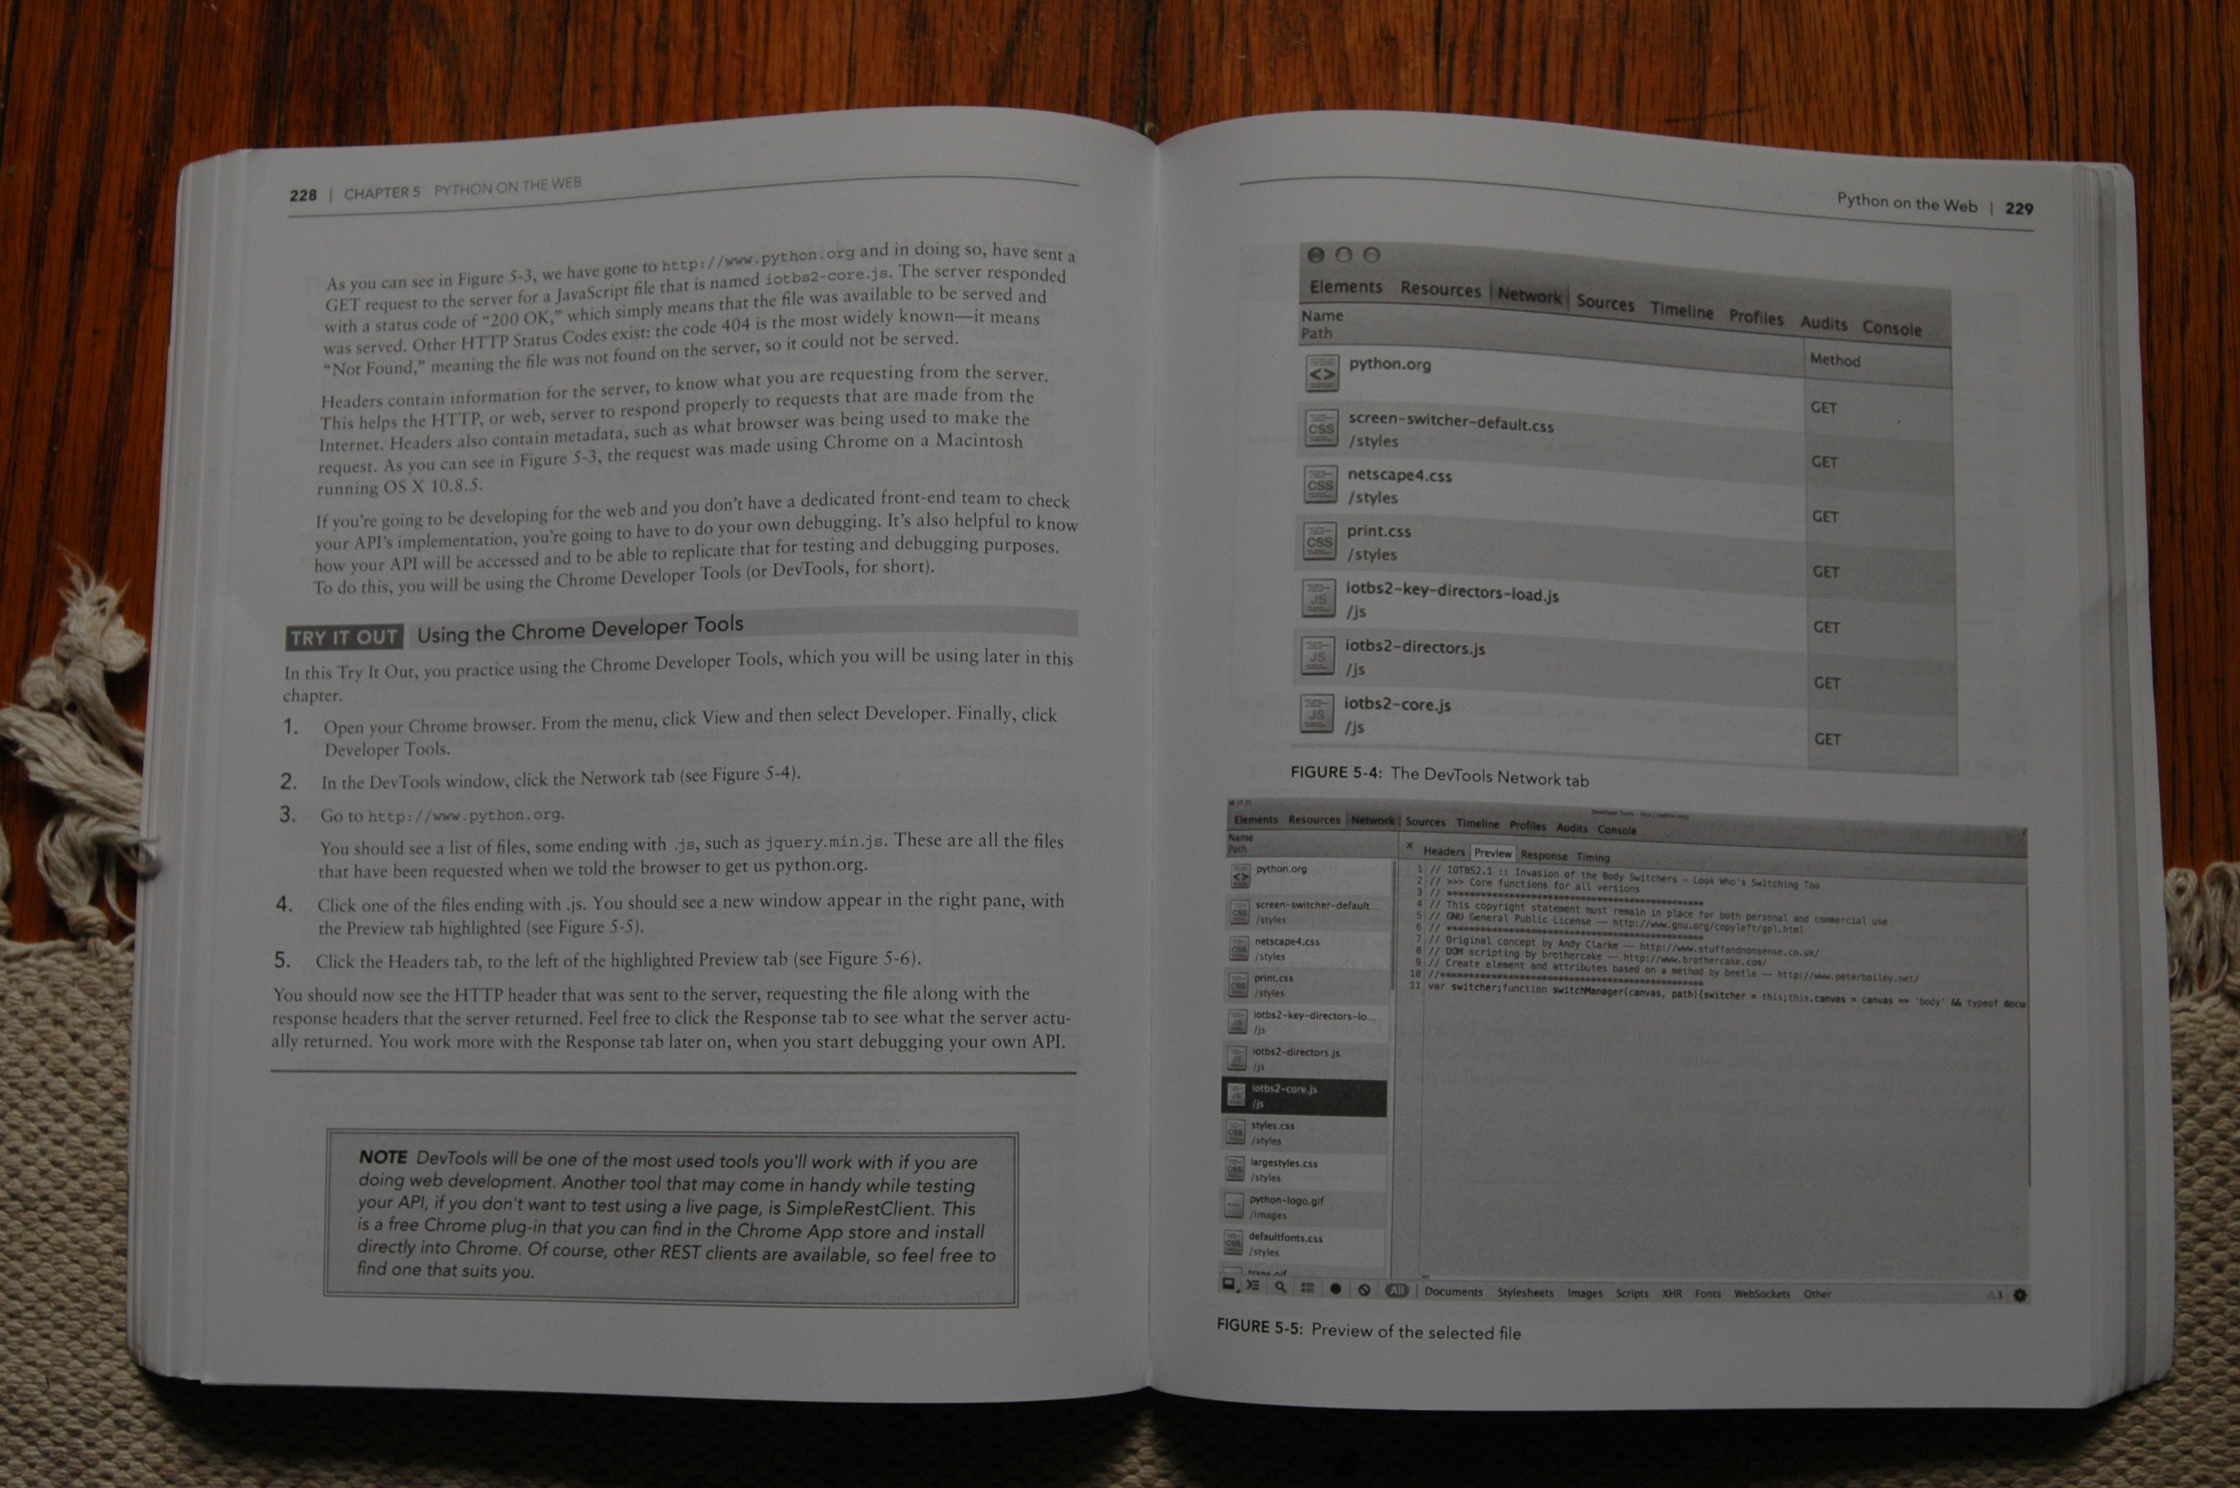 228 | CHAPTER 5 PYTHON ON THE WEB
As you can see in Figure 5-3, we have gone to http://www.python.org and in doing so, have sent a
GET request to the server for a JavaScript file that is named iotbs2-core.js. The server responded
with a status code of “200 OK,” which simply means that the file was available to be served and
was served. Other HTTP Status Codes exist: the code 404 is the most widely known—it means
“Not Found,” meaning the file was not found on the server, so it could not be served.
Headers contain information for the server, to know what you are requesting from the server.
This helps the HTTP, or web, server to respond properly to requests that are made from the
Internet. Headers also contain metadata, such as what browser was being used to make the
request. As you can see in Figure 5-3, the request was made using Chrome on a Macintosh
running OS X 10.8.5.
If you're going to be developing for the web and you don't have a dedicated front-end team to check
your API's implementation, you're going to have to do your own debugging. It's also helpful to know
how your API will be accessed and to be able to replicate that for testing and debugging purposes.
To do this, you will be using the Chrome Developer Tools (or DevTools, for short).
TRY IT OUT Using the Chrome Developer Tools
In this Try It Out, you practice using the Chrome Developer Tools, which you will be using later in this
chapter.
1. Open your Chrome browser. From the menu, click View and then select Developer. Finally, click
Developer Tools.
2. In the DevTools window, click the Network tab (see Figure 5-4).
3. Go to http://www.python.org.
You should see a list of files, some ending with .js, such as jquery.min.js. These are all the files
that have been requested when we told the browser to get us python.org.
4. Click one of the files ending with .js. You should see a new window appear in the right pane, with
the Preview tab highlighted (see Figure 5-5).
5. Click the Headers tab, to the left of the highlighted Preview tab (see Figure 5-6).
You should now see the HTTP header that was sent to the server, requesting the file along with the
response headers that the server returned. Feel free to click the Response tab to see what the server actu-
ally returned. You work more with the Response tab later on, when you start debugging your own API.
NOTE DevTools will be one of the most used tools you'll work with if you are
doing web development. Another tool that may come in handy while testing
your API, if you don't want to test using a live page, is SimpleRestClient. This
is a free Chrome plug-in that you can find in the Chrome App store and install
directly into Chrome. Of course, other REST clients are available, so feel free to
find one that suits you.
Python on the Web | 229
Elements Resources Network Sources Timeline Profiles Audits Console
Name Method
Path
python.org GET
screen-switcher-default.css GET
/styles
netscape4.css GET
/styles
print.css GET
/styles
iotbs2-key-directors-load.js GET
/js
iotbs2-directors.js GET
/js
iotbs2-core.js GET
/js
FIGURE 5-4: The DevTools Network tab
Elements Resources Network Sources Timeline Profiles Audits Console
Name
Path
× Headers Preview Response Timing
python.org
screen-switcher-default...
/styles
netscape4.css
/styles
print.css
/styles
iotbs2-key-directors-lo...
/js
iotbs2-directors.js
/js
iotbs2-core.js
/js
styles.css
/styles
largestyles.css
/styles
python-logo.gif
/images
defaultfonts.css
/styles
1 // IOTBS2.1 :: Invasion of the Body Switchers - Look Who's Switching Too
2 // >>> Core functions for all versions
3 // ****************************************
4 // This copyright statement must remain in place for both personal and commercial use
5 // GNU General Public License -- http://www.gnu.org/copyleft/gpl.html
6 // ****************************************
7 // Original concept by Andy Clarke -- http://www.stuffandnonsense.co.uk/
8 // DOM scripting by brothercake -- http://www.brothercake.com/
9 // Create element and attributes based on a method by beetle -- http://www.peterbailey.net/
10 //****************************************
11 var switcher;function switchManager(canvas, path){switcher = this;this.canvas = canvas == 'body' && typeof docu
All Documents Stylesheets Images Scripts XHR Fonts WebSockets Other
FIGURE 5-5: Preview of the selected file